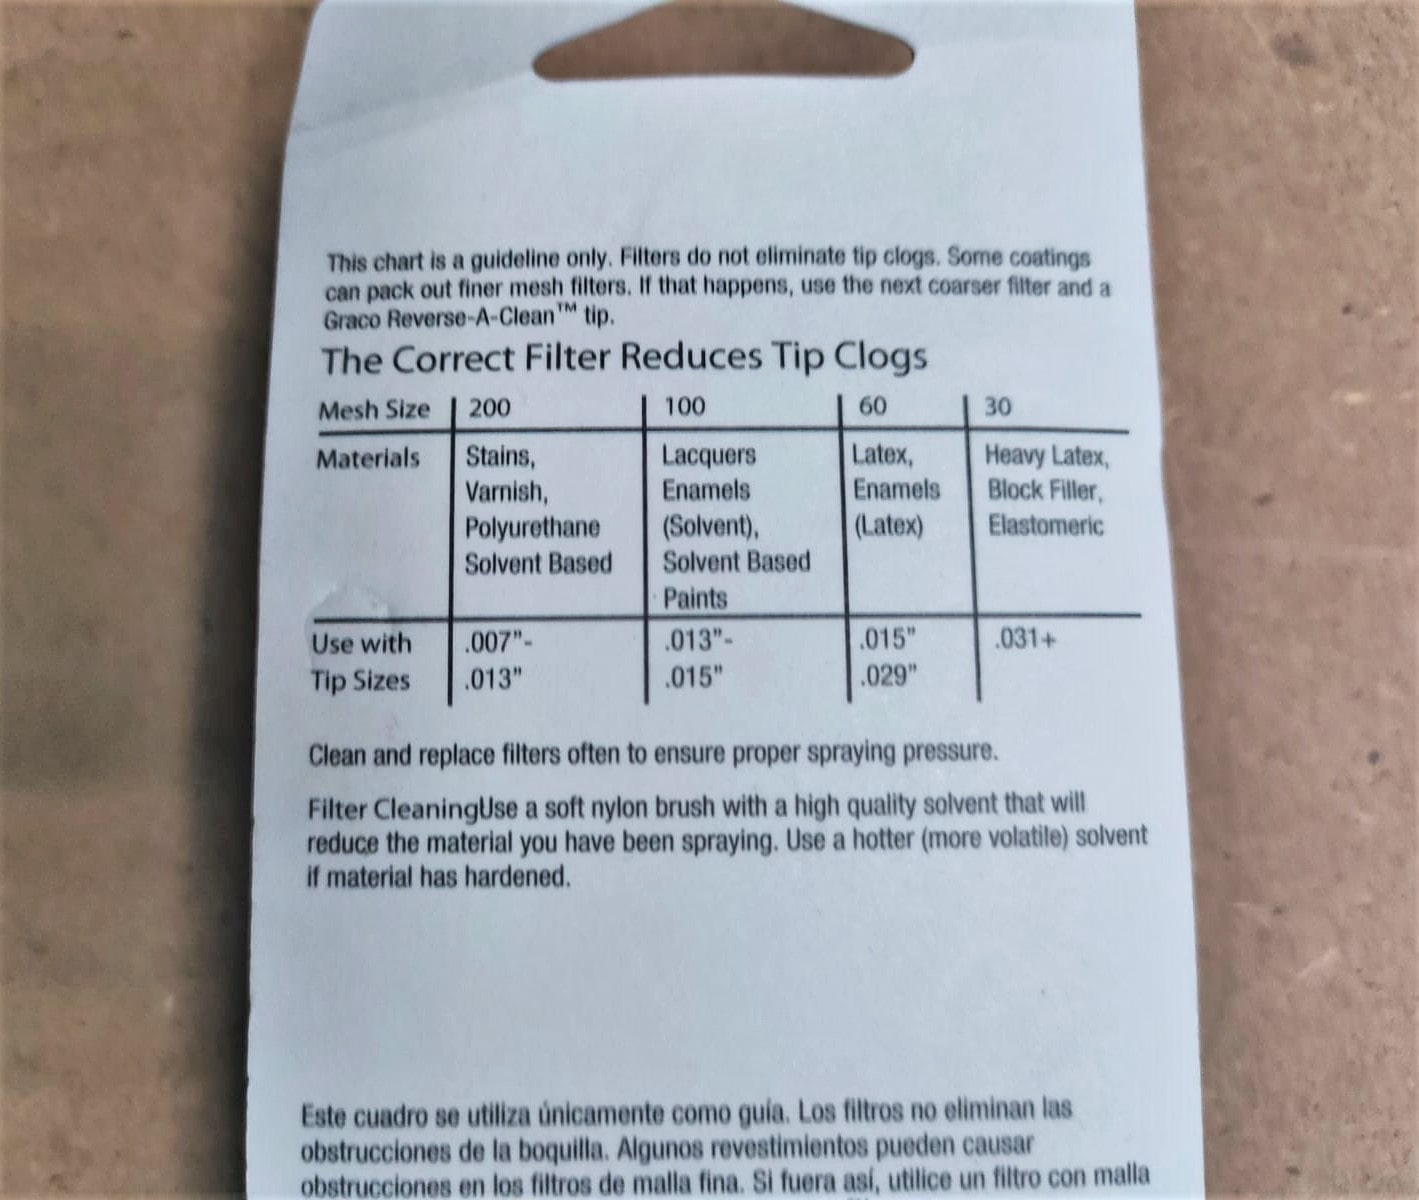 This chart is a guideline only. Filters do not eliminate tip clogs. Some coatings
can pack out finer mesh filters. If that happens, use the next coarser filter and a
Graco Reverse-A-Clean™ tip.
The Correct Filter Reduces Tip Clogs
Mesh Size 200 100 60 30
Materials Stains, Lacquers Latex, Heavy Latex,
Varnish, Enamels Enamels Block Filler,
Polyurethane (Solvent), (Latex) Elastomeric
Solvent Based Solvent Based
Paints
Use with .007"- .013"- .015" .031+
Tip Sizes .013" .015" .029"
Clean and replace filters often to ensure proper spraying pressure.
Filter CleaningUse a soft nylon brush with a high quality solvent that will
reduce the material you have been spraying. Use a hotter (more volatile) solvent
if material has hardened.
Este cuadro se utiliza únicamente como guía. Los filtros no eliminan las
obstrucciones de la boquilla. Algunos revestimientos pueden causar
obstrucciones en los filtros de malla fina. Si fuera así, utilice un filtro con malla